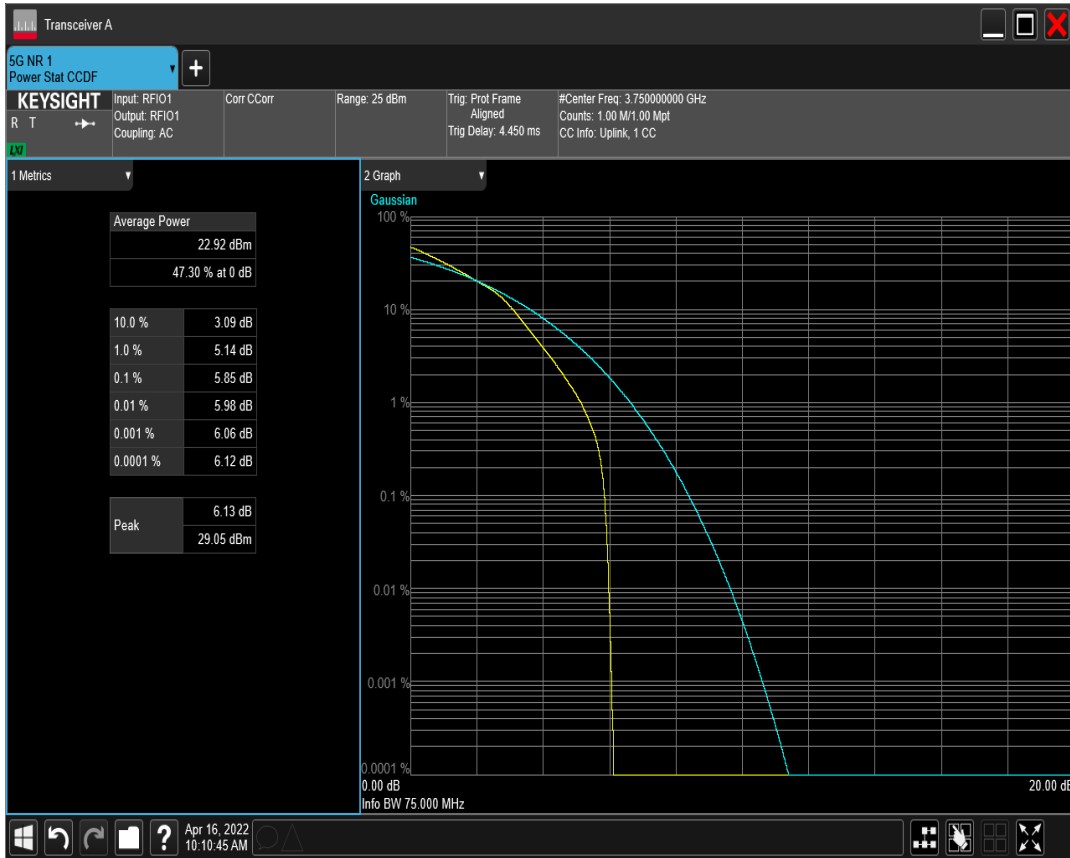 Transceiver A
5G NR 1
Power Stat CCDF
+
KEYSIGHT
R T
LXI
Input: RFIO1
Output: RFIO1
Coupling: AC
Corr CCorr
Range: 25 dBm
Trig: Prot Frame
Aligned
Trig Delay: 4.450 ms
#Center Freq: 3.750000000 GHz
Counts: 1.00 M/1.00 Mpt
CC Info: Uplink, 1 CC
1 Metrics
Average Power
22.92 dBm
47.30 % at 0 dB
10.0 % 3.09 dB
1.0 % 5.14 dB
0.1 % 5.85 dB
0.01 % 5.98 dB
0.001 % 6.06 dB
0.0001 % 6.12 dB
Peak
6.13 dB
29.05 dBm
2 Graph
Gaussian
100 %
10 %
1 %
0.1 %
0.01 %
0.001 %
0.0001 %
0.00 dB 20.00 dB
Info BW 75.000 MHz
?
Apr 16, 2022
10:10:45 AM